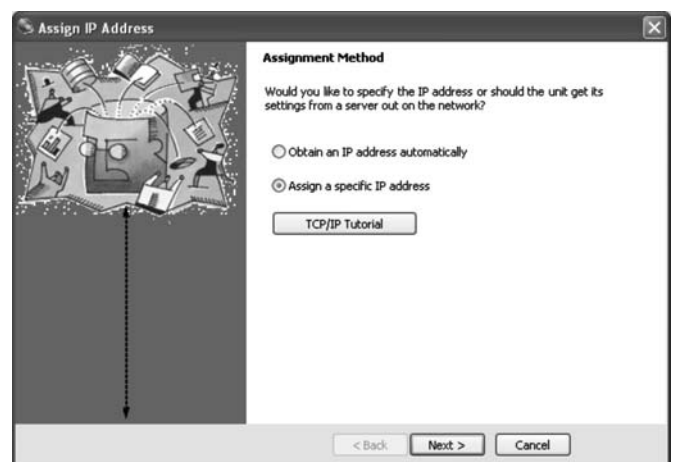 Assign IP Address
Assignment Method
Would you like to specify the IP address or should the unit get its
settings from a server out on the network?
Obtain an IP address automatically
Assign a specific IP address
TCP/IP Tutorial
< Back
Next >
Cancel